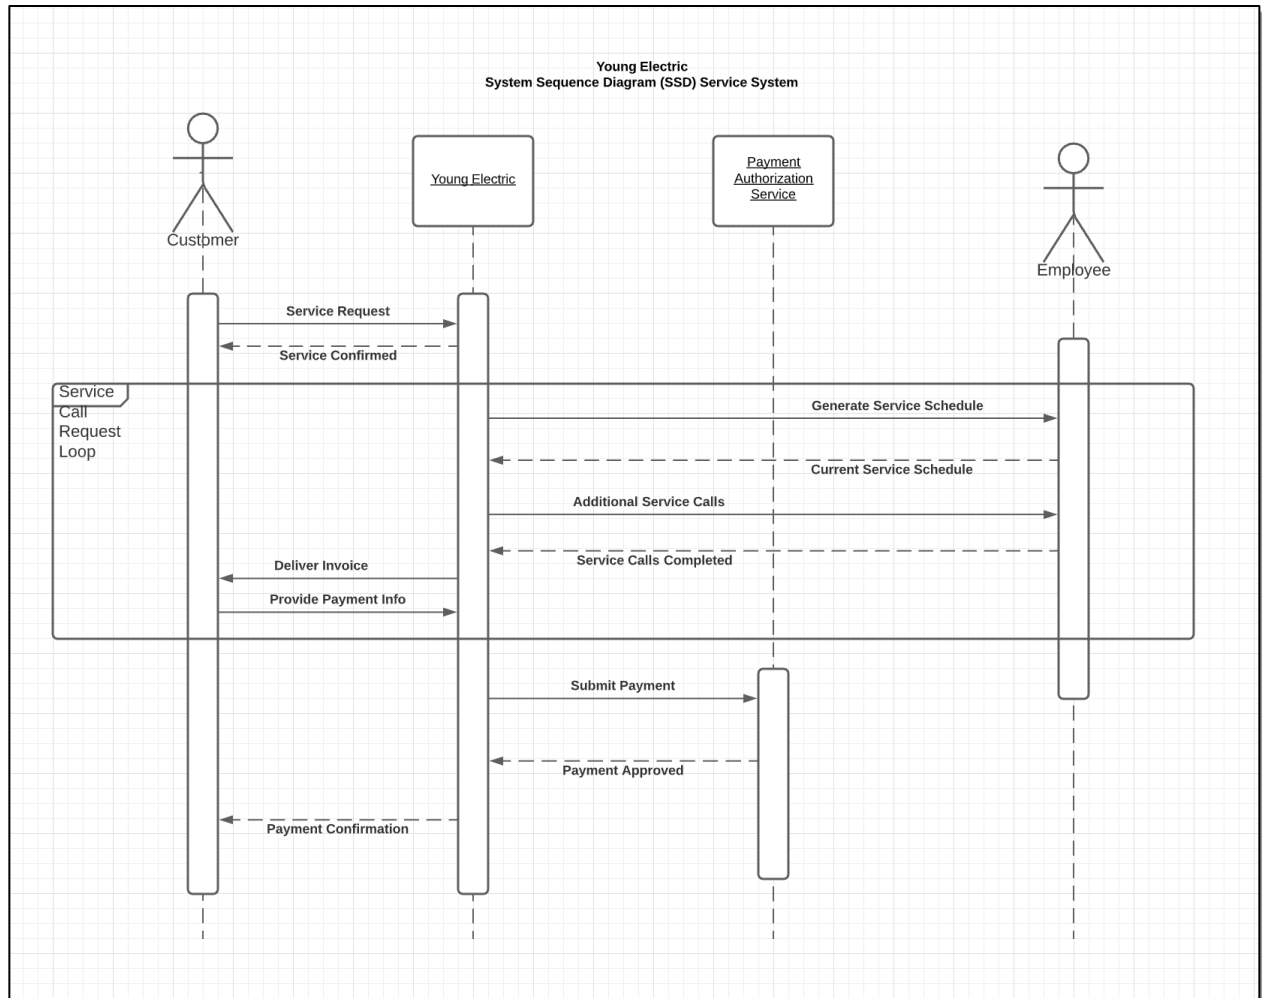 Young Electric
System Sequence Diagram (SSD) Service System
Customer
Young Electric
Payment
Authorization
Service
Employee
Service Request
Service Confirmed
Service
Call
Request
Loop
Generate Service Schedule
Current Service Schedule
Additional Service Calls
Service Calls Completed
Deliver Invoice
Provide Payment Info
Submit Payment
Payment Approved
Payment Confirmation